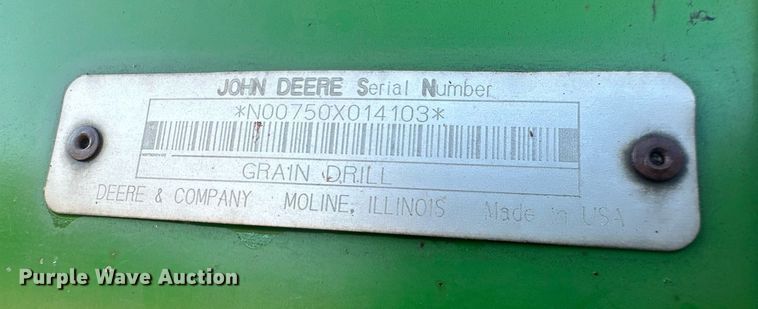 JOHN DEERE Serial Number
*N00750X014103*
GRAIN DRILL
DEERE & COMPANY MOLINE, ILLINOIS Made in USA
Purple Wave Auction